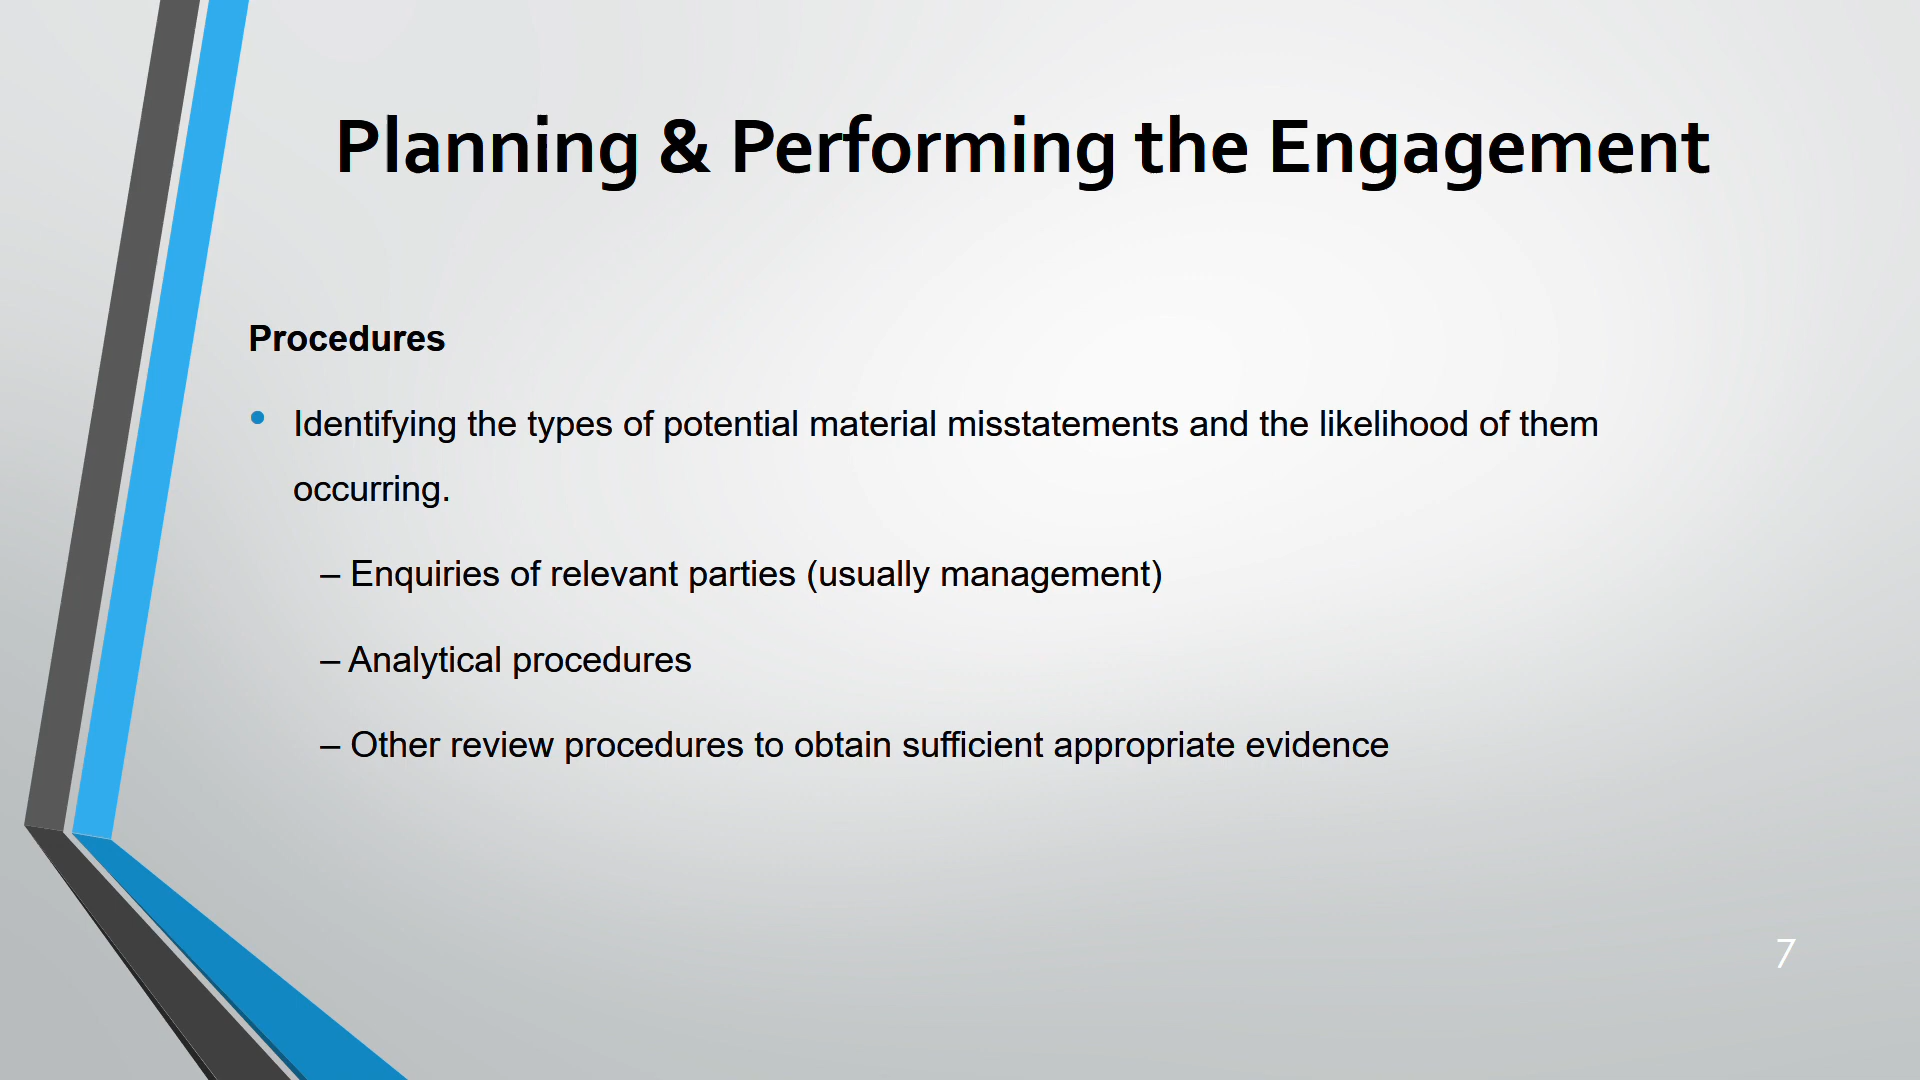 Planning & Performing the Engagement
Procedures
• Identifying the types of potential material misstatements and the likelihood of them
occurring.
– Enquiries of relevant parties (usually management)
– Analytical procedures
– Other review procedures to obtain sufficient appropriate evidence
7